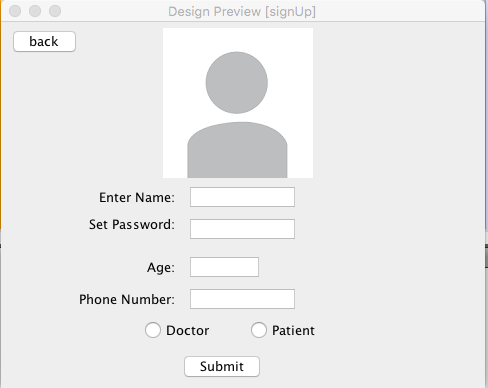 Design Preview [signUp]
back
Enter Name:
Set Password:
Age:
Phone Number:
Doctor Patient
Submit